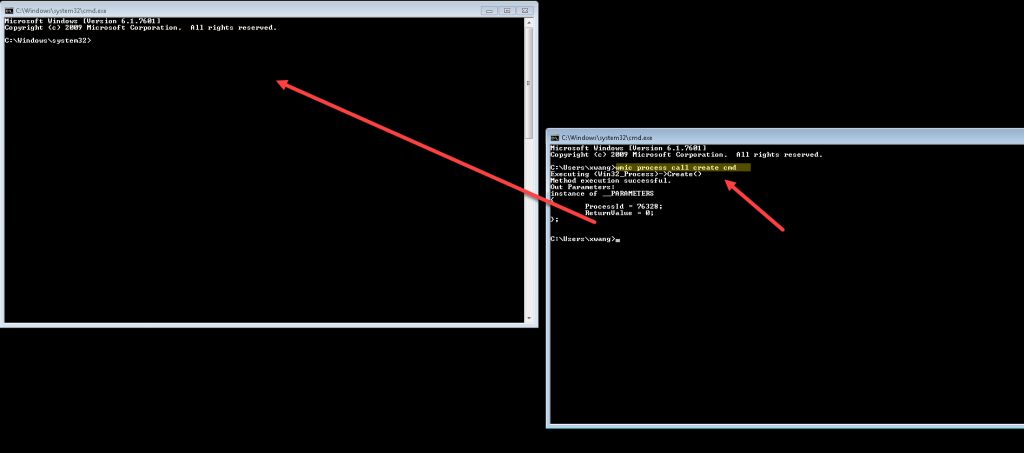 C:\Windows\system32\cmd.exe
Microsoft Windows [Version 6.1.7601]
Copyright (c) 2009 Microsoft Corporation.  All rights reserved.
C:\Windows\system32>
C:\Windows\system32\cmd.exe
Microsoft Windows [Version 6.1.7601]
Copyright (c) 2009 Microsoft Corporation.  All rights reserved.
C:\Users\xwang>wmic process call create cmd
Executing (Win32_Process)->Create()
Method execution successful.
Out Parameters:
instance of __PARAMETERS
{
        ProcessId = 76328;
        ReturnValue = 0;
};
C:\Users\xwang>